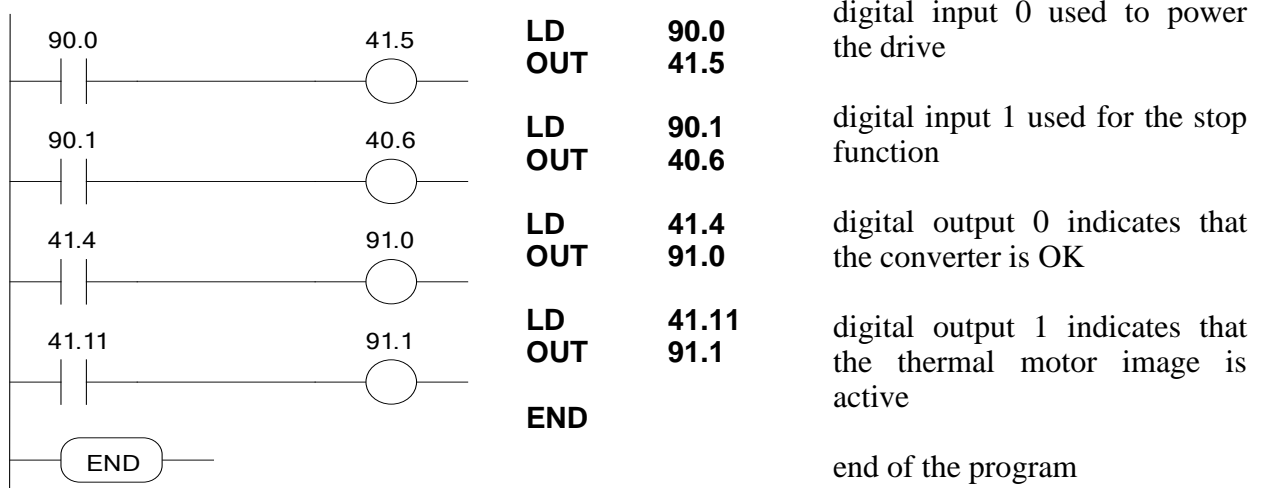 90.0 41.5
90.1 40.6
41.4 91.0
41.11 91.1
END
LD 90.0
OUT 41.5
LD 90.1
OUT 40.6
LD 41.4
OUT 91.0
LD 41.11
OUT 91.1
END
digital input 0 used to power
the drive
digital input 1 used for the stop
function
digital output 0 indicates that
the converter is OK
digital output 1 indicates that
the thermal motor image is
active
end of the program